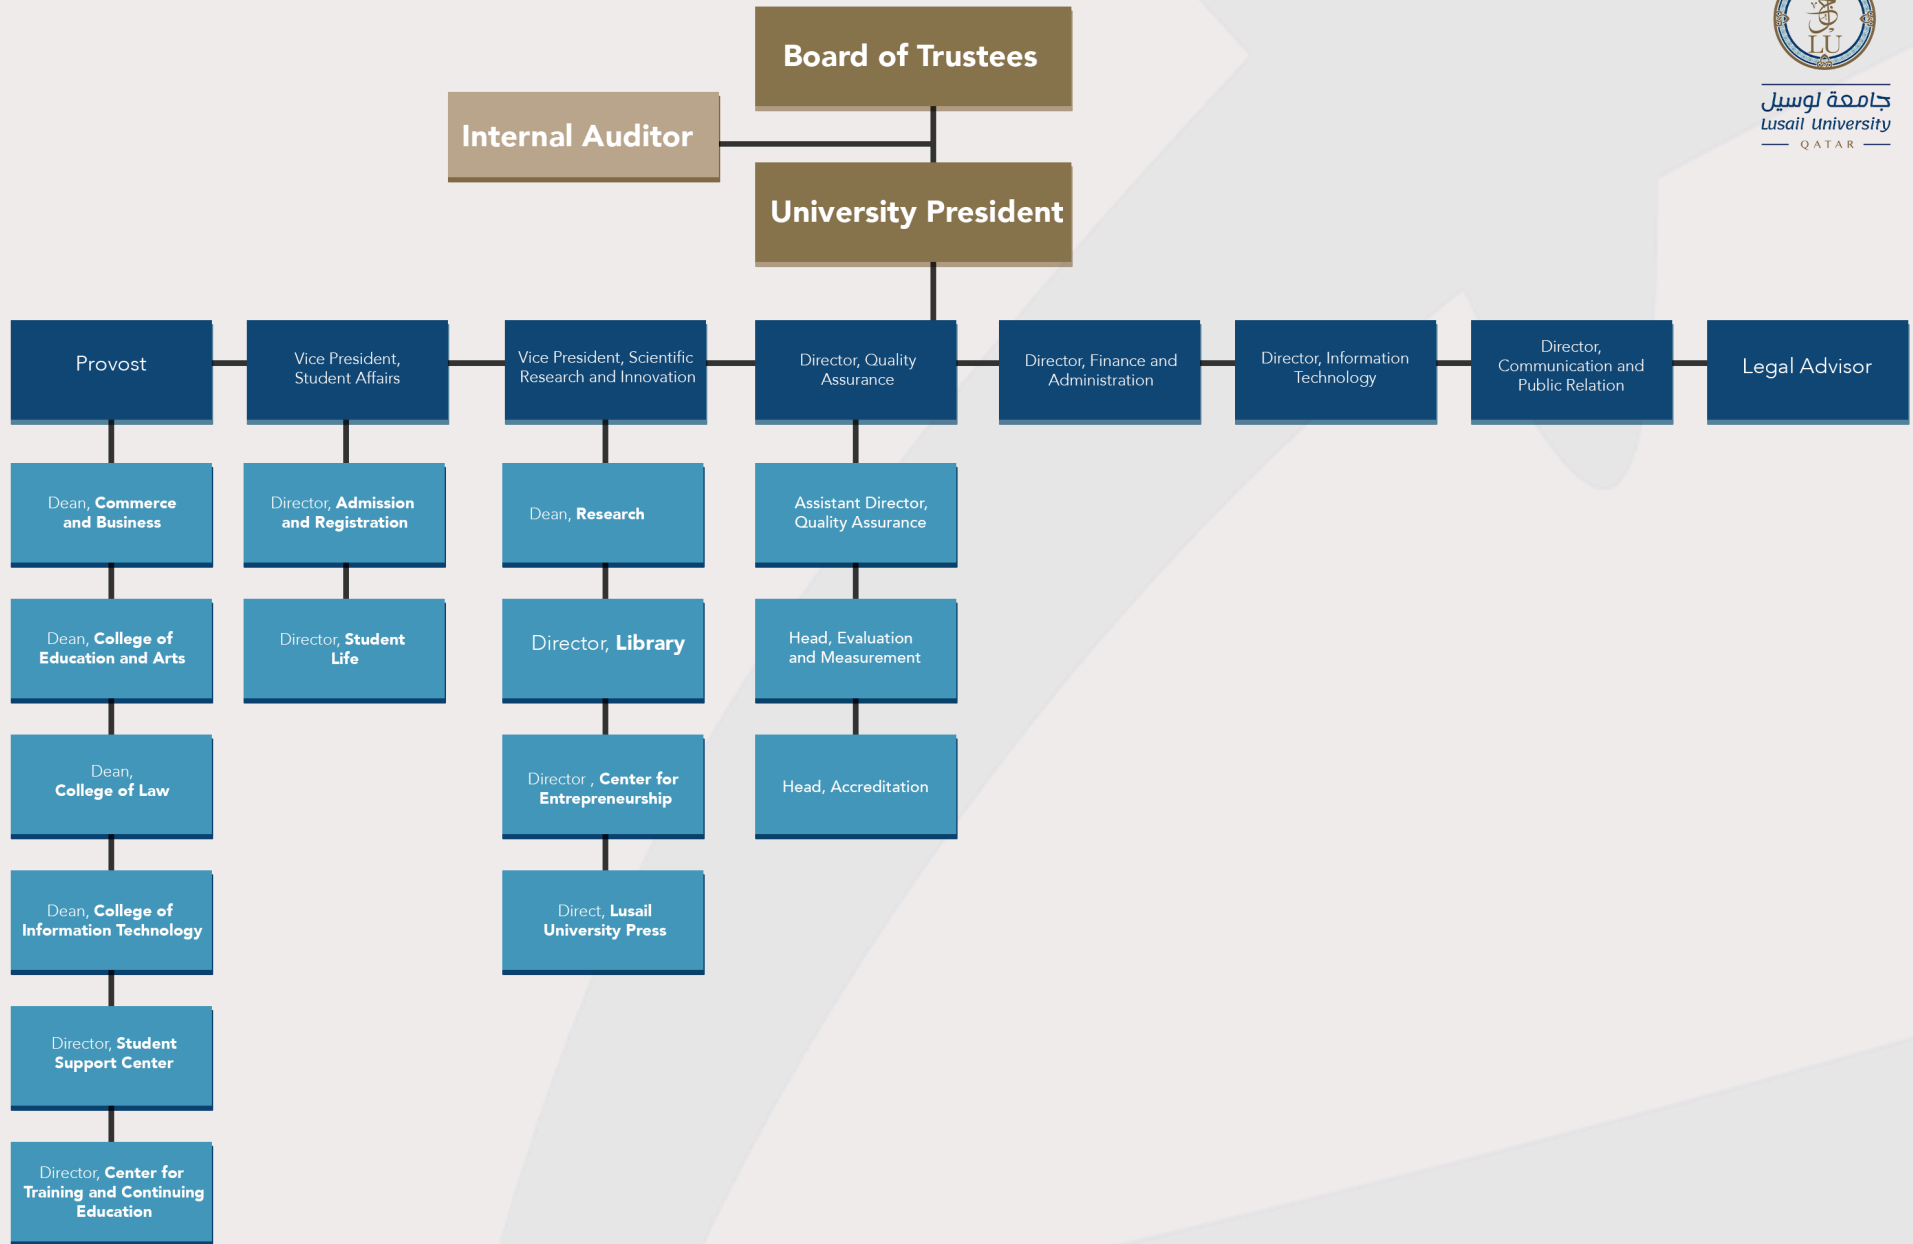 Board of Trustees
LU
جامعة لوسيل
Lusail University
QATAR
Internal Auditor
University President
Provost
Vice President,
Student Affairs
Vice President, Scientific
Research and Innovation
Director, Quality
Assurance
Director, Finance and
Administration
Director, Information
Technology
Director,
Communication and
Public Relation
Legal Advisor
Dean, Commerce
and Business
Dean, College of
Education and Arts
Dean,
College of Law
Dean, College of
Information Technology
Director, Student
Support Center
Director, Center for
Training and Continuing
Education
Director, Admission
and Registration
Director, Student
Life
Dean, Research
Director, Library
Director , Center for
Entrepreneurship
Direct, Lusail
University Press
Assistant Director,
Quality Assurance
Head, Evaluation
and Measurement
Head, Accreditation